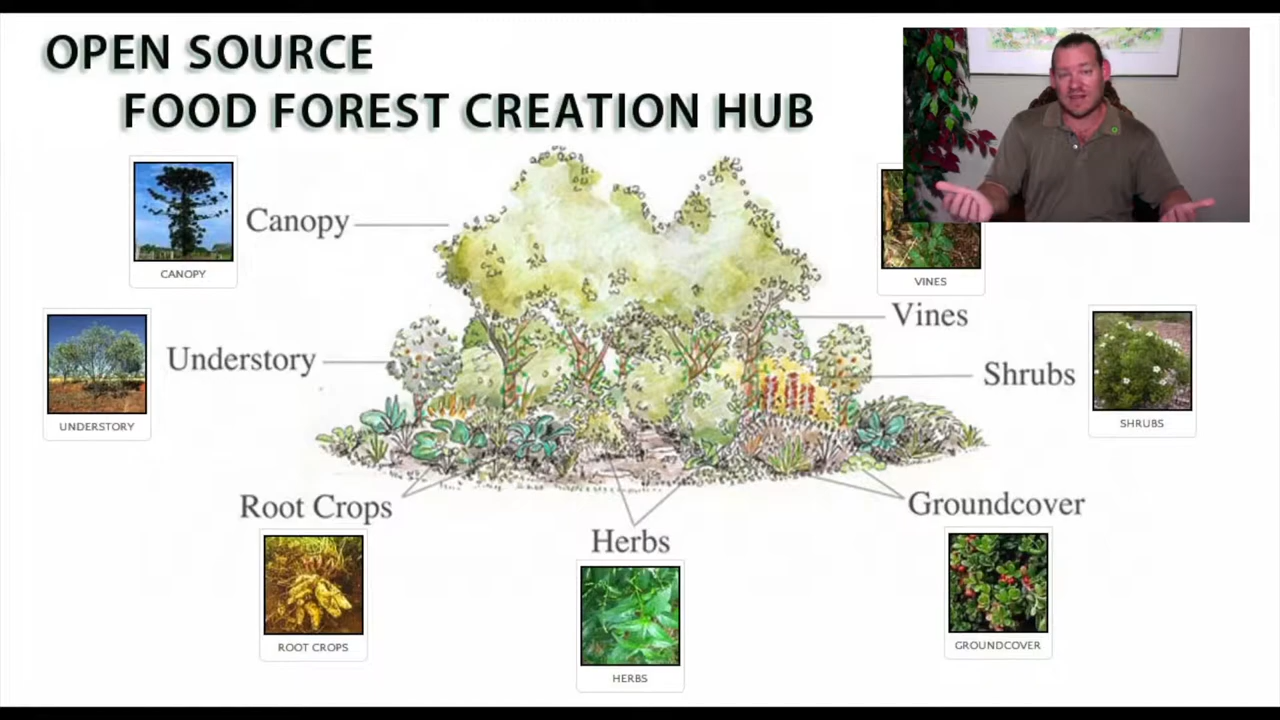 OPEN SOURCE
FOOD FOREST CREATION HUB
Canopy
CANOPY
VINES
Vines
Understory
UNDERSTORY
Shrubs
SHRUBS
Root Crops
ROOT CROPS
Herbs
HERBS
Groundcover
GROUNDCOVER